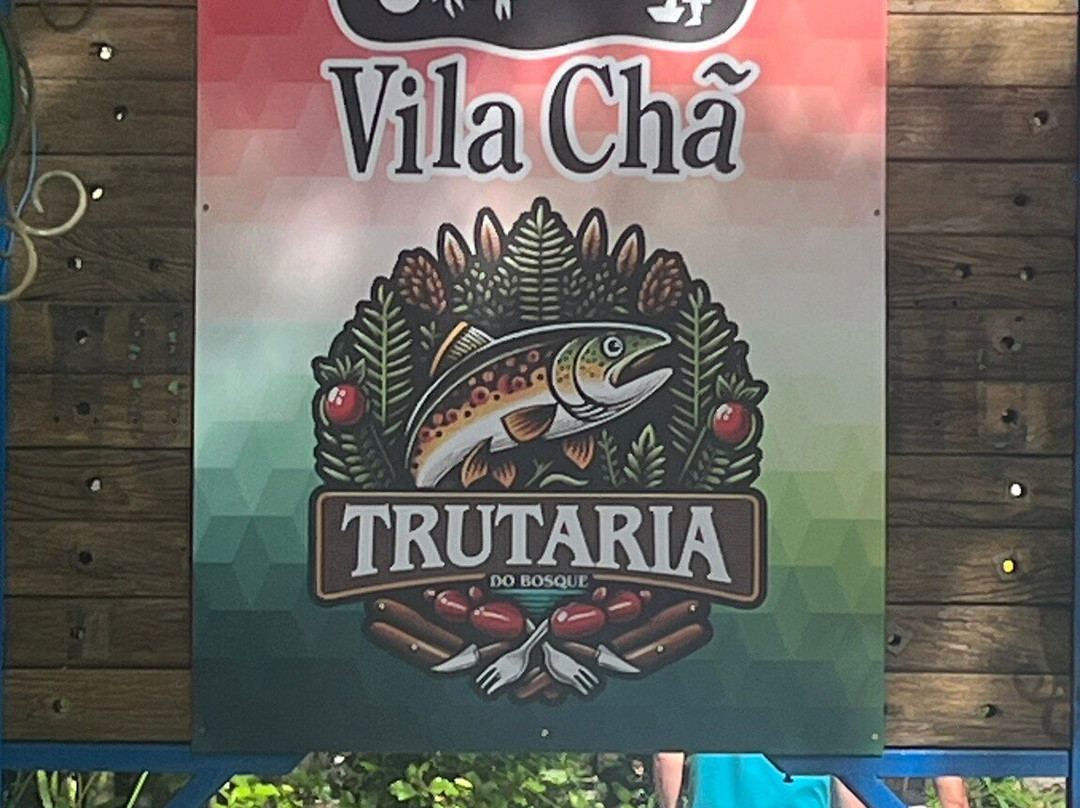 Vila Chã
TRUTARIA
DO BOSQUE